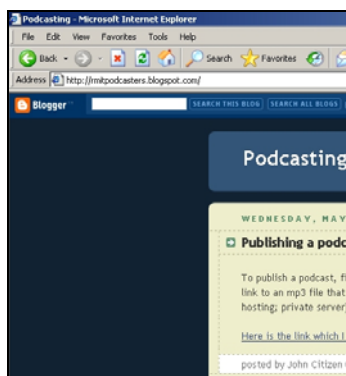 Podcasting - Microsoft Internet Explorer
File Edit View Favorites Tools Help
Back Search Favorites
Address http://rmitpodcasters.blogspot.com/
Blogger SEARCH THIS BLOG SEARCH ALL BLOGS
Podcasting
WEDNESDAY, MAY
Publishing a podc
To publish a podcast, fi
link to an mp3 file that
hosting; private server)
Here is the link which I
posted by John Citizen